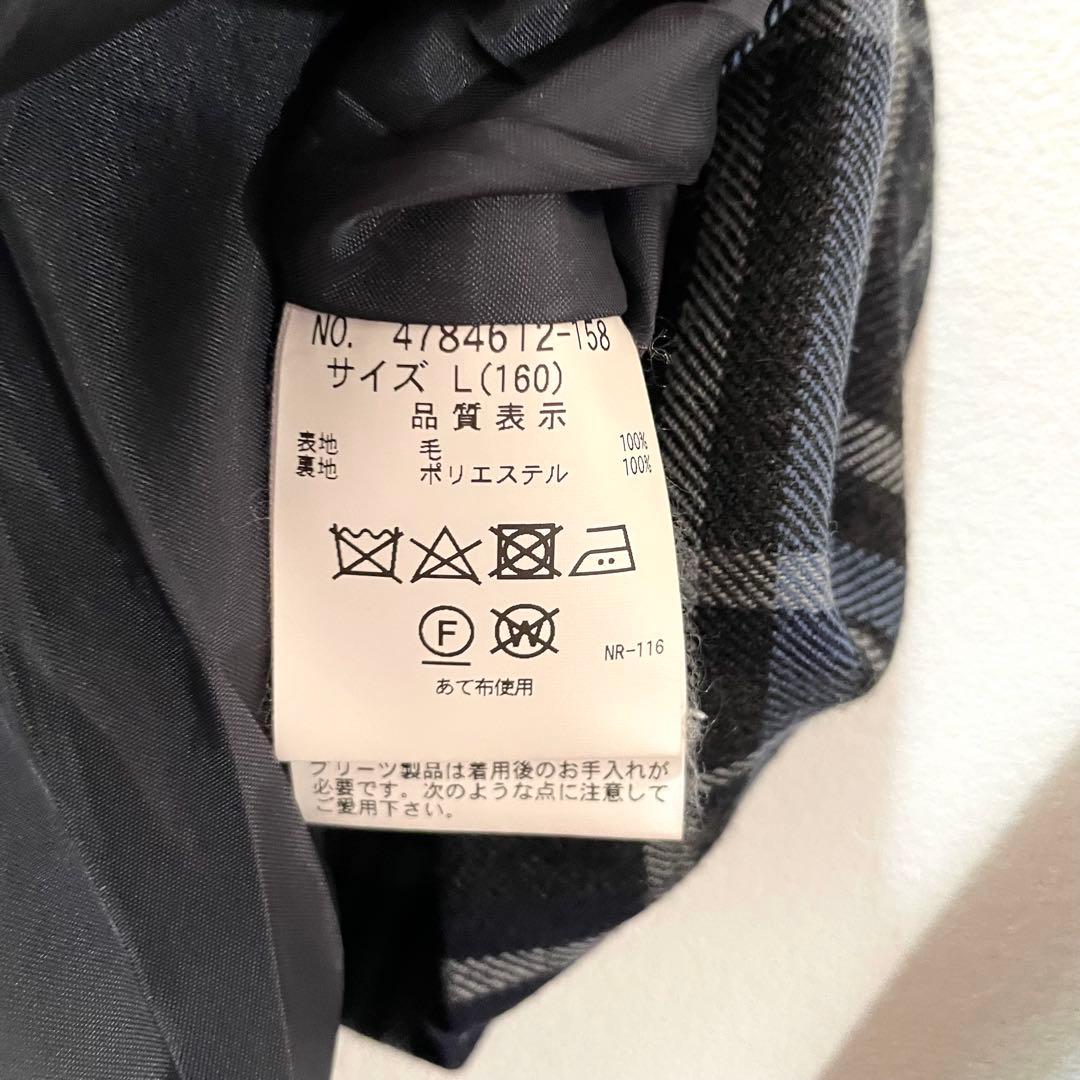 NO. 4784612-158
サイズ L(160)
品質表示
表地 毛 100%
裏地 ポリエステル 100%
F W
NR-116
あて布使用
プリーツ製品は着用後のお手入れが
必要です。次のような点に注意して
ご愛用下さい。